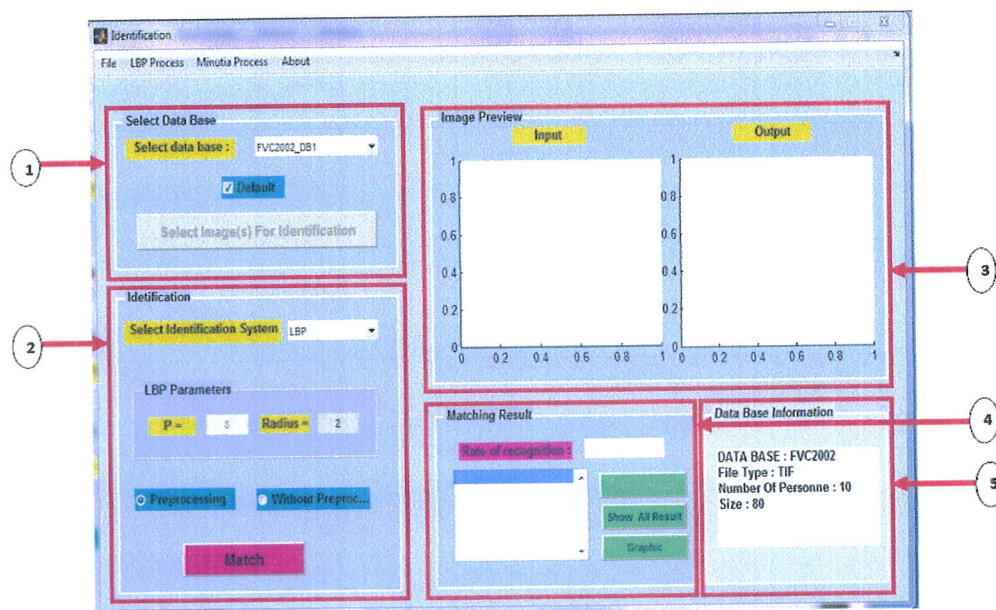 Identification
File LBP Process Minutia Process About
Select Data Base
Select data base : FVC2002_DB1
Default
Select Image(s) For Identification
1
Idetification
Select Identification System LBP
LBP Parameters
P = 8 Radius = 2
Preprocessing Without Preproc...
Match
2
Image Preview
Input Output
1 1
0.8 0.8
0.6 0.6
0.4 0.4
0.2 0.2
0 0
0 0.2 0.4 0.6 0.8 1 0 0.2 0.4 0.6 0.8 1
3
Matching Result
Rate of recognition :
Show All Result
Graphic
4
Data Base Information
DATA BASE : FVC2002
File Type : TIF
Number Of Personne : 10
Size : 80
5